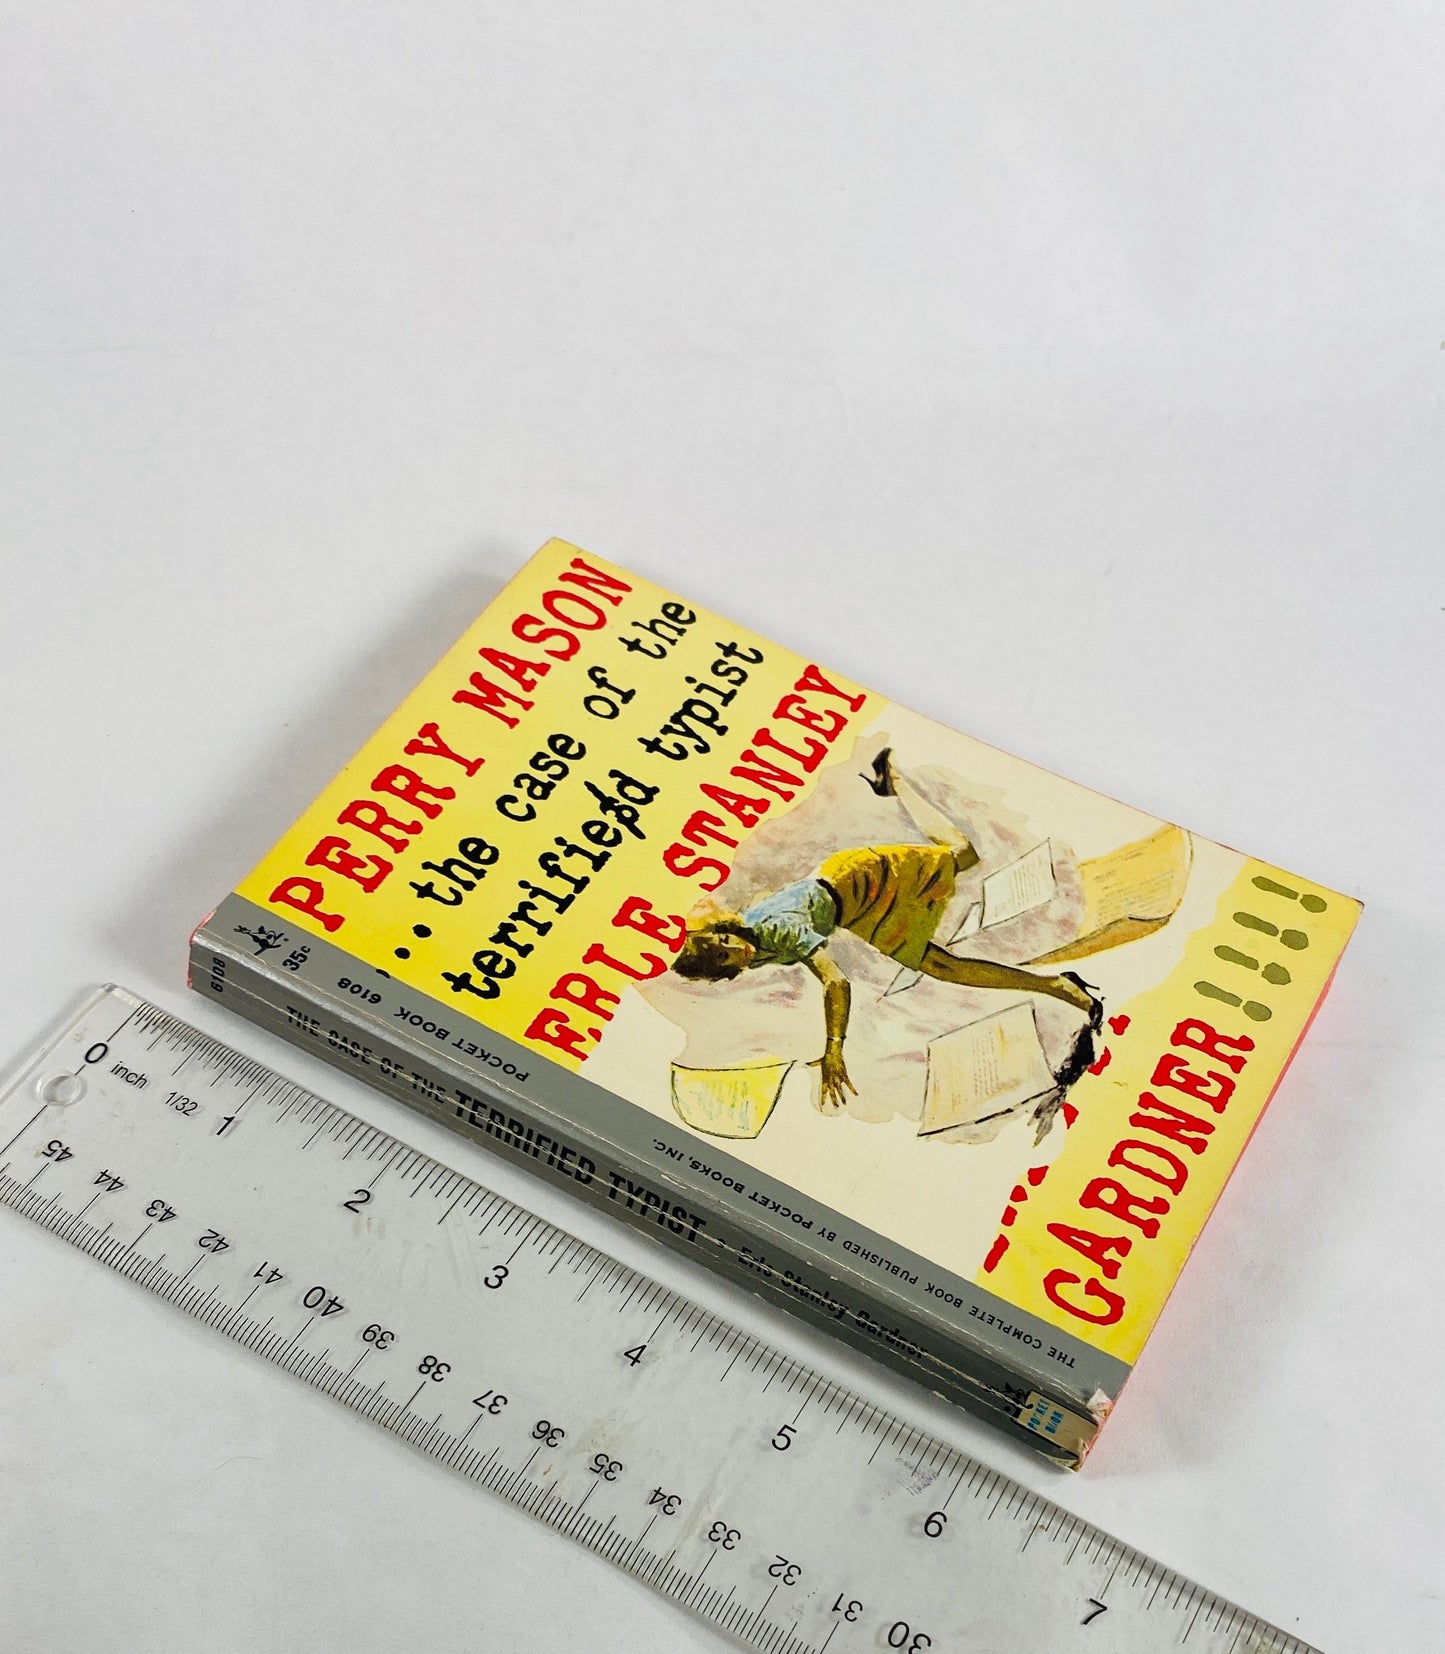 PERRY MASON
...the case of the
terrified typist
ERLE STANLEY
GARDNER!!!!
35c
POCKET BOOK 6108
THE COMPLETE BOOK PUBLISHED BY POCKET BOOKS, INC.
6108
THE CASE OF THE TERRIFIED TYPIST • Erle Stanley Gardner
POCKET
BOOK
0 inch 1 2 3 4 5 6 7
1/32
45 44 43 42 41 40 39 38 37 36 35 34 33 32 31 30